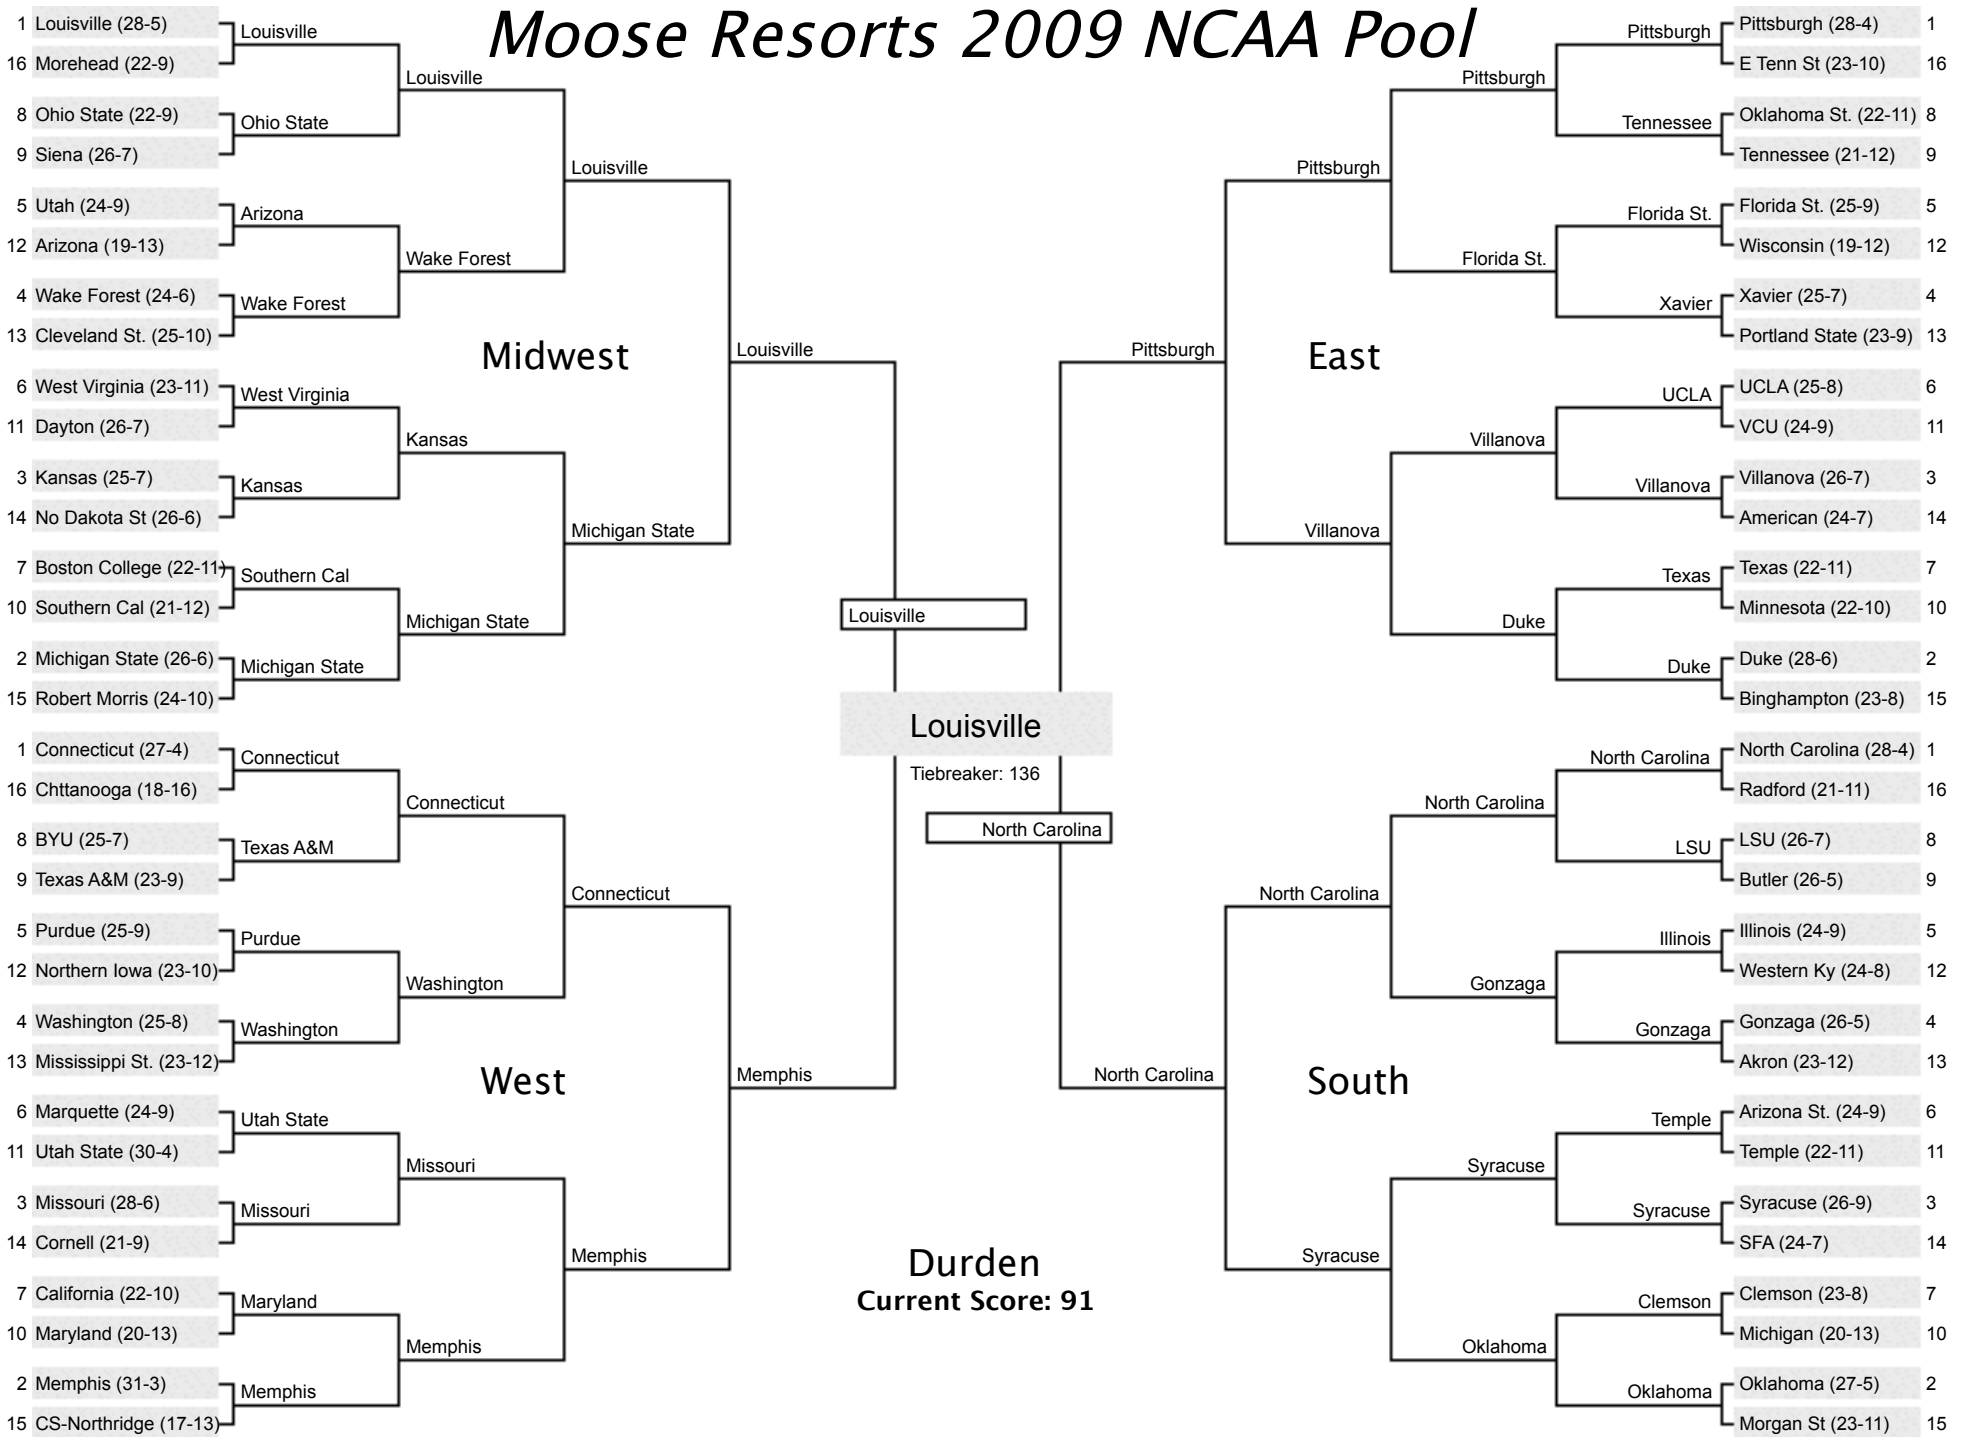 Moose Resorts 2009 NCAA Pool
1 Louisville (28-5)
16 Morehead (22-9)
8 Ohio State (22-9)
9 Siena (26-7)
5 Utah (24-9)
12 Arizona (19-13)
4 Wake Forest (24-6)
13 Cleveland St. (25-10)
6 West Virginia (23-11)
11 Dayton (26-7)
3 Kansas (25-7)
14 No Dakota St (26-6)
7 Boston College (22-11)
10 Southern Cal (21-12)
2 Michigan State (26-6)
15 Robert Morris (24-10)
1 Connecticut (27-4)
16 Chttanooga (18-16)
8 BYU (25-7)
9 Texas A&M (23-9)
5 Purdue (25-9)
12 Northern Iowa (23-10)
4 Washington (25-8)
13 Mississippi St. (23-12)
6 Marquette (24-9)
11 Utah State (30-4)
3 Missouri (28-6)
14 Cornell (21-9)
7 California (22-10)
10 Maryland (20-13)
2 Memphis (31-3)
15 CS-Northridge (17-13)
Louisville
Ohio State
Arizona
Wake Forest
West Virginia
Kansas
Southern Cal
Michigan State
Connecticut
Texas A&M
Purdue
Washington
Utah State
Missouri
Maryland
Memphis
Louisville
Wake Forest
Kansas
Michigan State
Connecticut
Washington
Missouri
Memphis
Louisville
Michigan State
Connecticut
Memphis
Midwest
West
Louisville
Memphis
Louisville
Louisville
Tiebreaker: 136
North Carolina
Durden
Current Score: 91
Pittsburgh
North Carolina
East
South
Pittsburgh
Villanova
North Carolina
Syracuse
Pittsburgh
Florida St.
Villanova
Duke
North Carolina
Gonzaga
Syracuse
Oklahoma
Pittsburgh
Tennessee
Florida St.
Xavier
UCLA
Villanova
Texas
Duke
North Carolina
LSU
Illinois
Gonzaga
Temple
Syracuse
Clemson
Oklahoma
Pittsburgh (28-4) 1
E Tenn St (23-10) 16
Oklahoma St. (22-11) 8
Tennessee (21-12) 9
Florida St. (25-9) 5
Wisconsin (19-12) 12
Xavier (25-7) 4
Portland State (23-9) 13
UCLA (25-8) 6
VCU (24-9) 11
Villanova (26-7) 3
American (24-7) 14
Texas (22-11) 7
Minnesota (22-10) 10
Duke (28-6) 2
Binghampton (23-8) 15
North Carolina (28-4) 1
Radford (21-11) 16
LSU (26-7) 8
Butler (26-5) 9
Illinois (24-9) 5
Western Ky (24-8) 12
Gonzaga (26-5) 4
Akron (23-12) 13
Arizona St. (24-9) 6
Temple (22-11) 11
Syracuse (26-9) 3
SFA (24-7) 14
Clemson (23-8) 7
Michigan (20-13) 10
Oklahoma (27-5) 2
Morgan St (23-11) 15